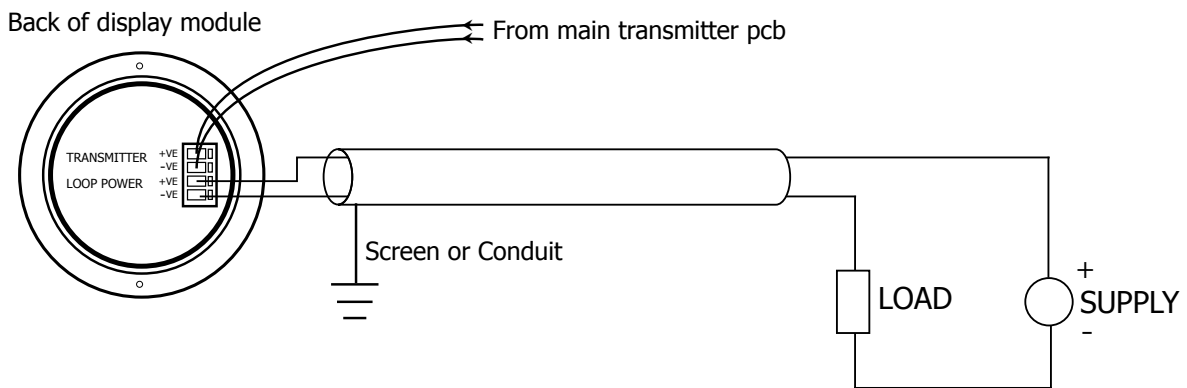 Back of display module
From main transmitter pcb
TRANSMITTER +VE
-VE
LOOP POWER +VE
-VE
Screen or Conduit
LOAD
+
SUPPLY
-